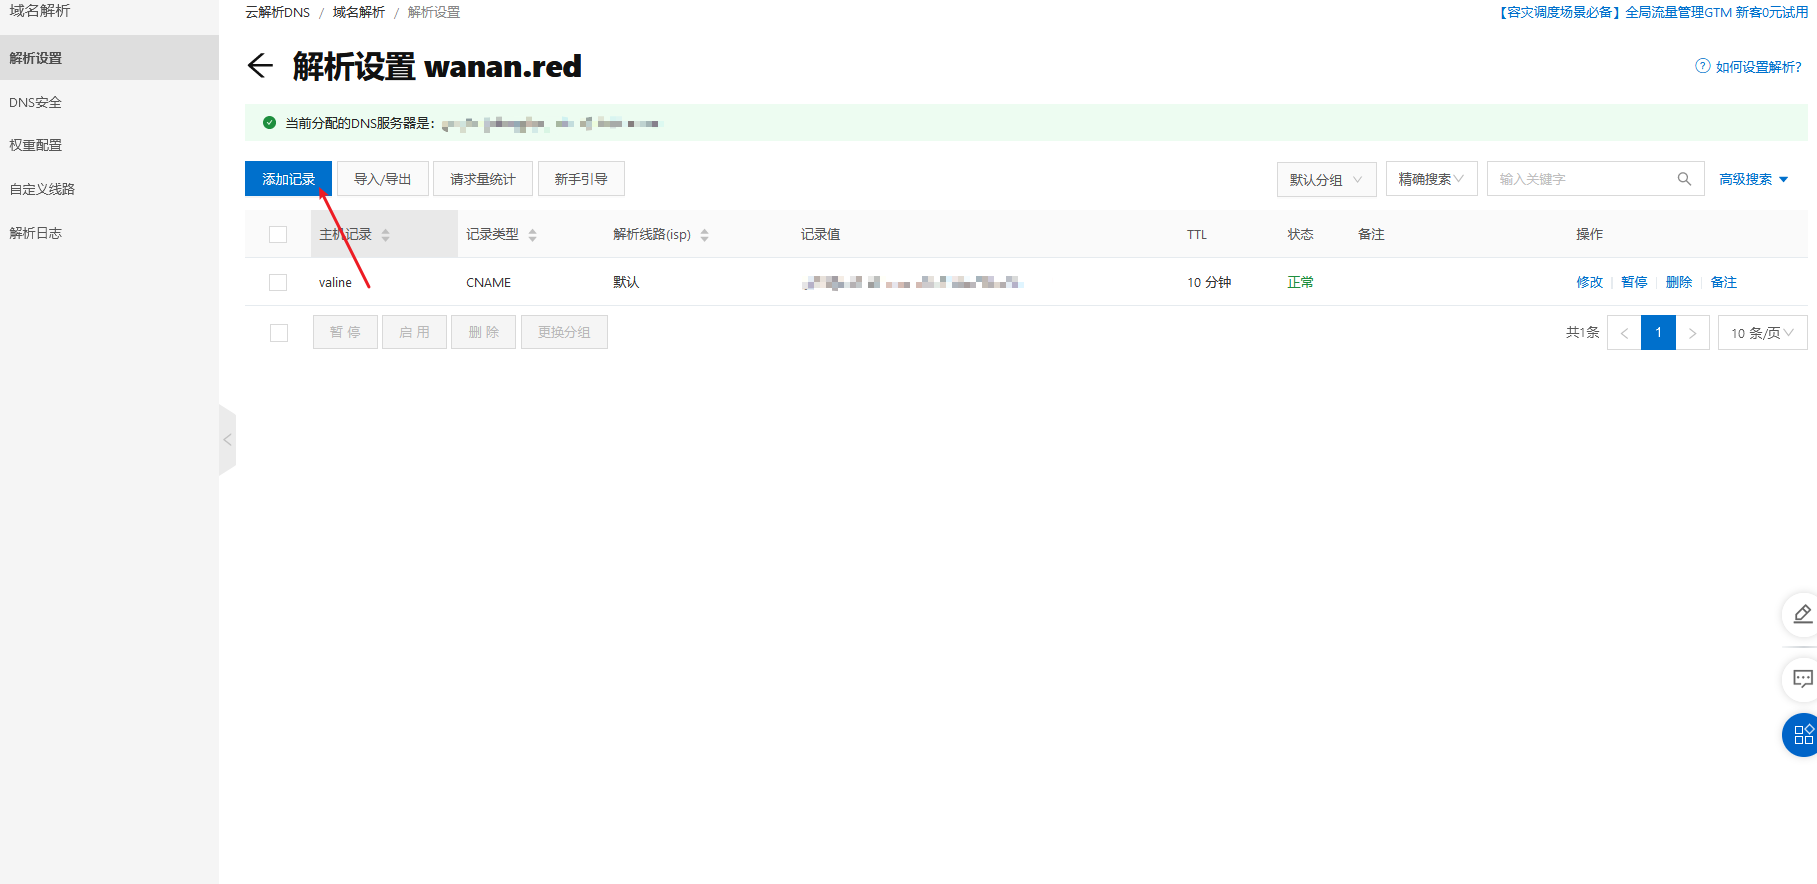 域名解析
云解析DNS / 域名解析 / 解析设置
【容灾调度场景必备】全局流量管理GTM 新客0元试用
解析设置
DNS安全
权重配置
自定义线路
解析日志
解析设置 wanan.red
如何设置解析?
当前分配的DNS服务器是:
添加记录 导入/导出 请求量统计 新手引导 默认分组 精确搜索 输入关键字 高级搜索
主机记录 记录类型 解析线路(isp) 记录值 TTL 状态 备注 操作
valine CNAME 默认 10 分钟 正常 修改 暂停 删除 备注
暂 停 启 用 删 除 更换分组 共1条 < 1 > 10 条/页